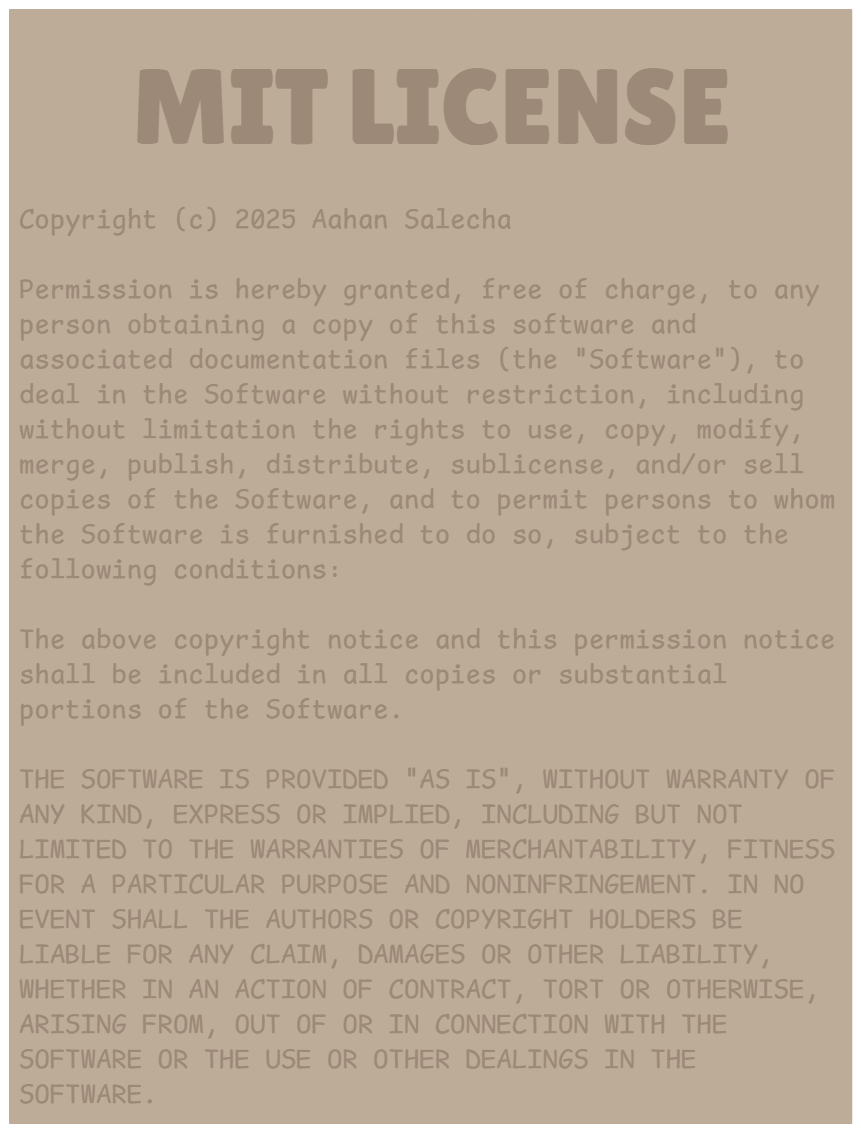 MIT LICENSE
Copyright (c) 2025 Aahan Salecha
Permission is hereby granted, free of charge, to any
person obtaining a copy of this software and
associated documentation files (the "Software"), to
deal in the Software without restriction, including
without limitation the rights to use, copy, modify,
merge, publish, distribute, sublicense, and/or sell
copies of the Software, and to permit persons to whom
the Software is furnished to do so, subject to the
following conditions:
The above copyright notice and this permission notice
shall be included in all copies or substantial
portions of the Software.
THE SOFTWARE IS PROVIDED "AS IS", WITHOUT WARRANTY OF
ANY KIND, EXPRESS OR IMPLIED, INCLUDING BUT NOT
LIMITED TO THE WARRANTIES OF MERCHANTABILITY, FITNESS
FOR A PARTICULAR PURPOSE AND NONINFRINGEMENT. IN NO
EVENT SHALL THE AUTHORS OR COPYRIGHT HOLDERS BE
LIABLE FOR ANY CLAIM, DAMAGES OR OTHER LIABILITY,
WHETHER IN AN ACTION OF CONTRACT, TORT OR OTHERWISE,
ARISING FROM, OUT OF OR IN CONNECTION WITH THE
SOFTWARE OR THE USE OR OTHER DEALINGS IN THE
SOFTWARE.